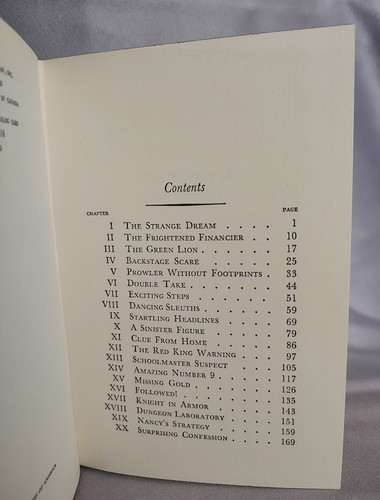 Contents
CHAPTER PAGE
I THE STRANGE DREAM . . . . 1
II THE FRIGHTENED FINANCIER . . 10
III THE GREEN LION . . . . . 17
IV BACKSTAGE SCARE . . . . 25
V PROWLER WITHOUT FOOTPRINTS . 33
VI DOUBLE TAKE . . . . . 44
VII EXCITING STEPS . . . . . 51
VIII DANCING SLEUTHS . . . . 59
IX STARTLING HEADLINES . . . 69
X A SINISTER FIGURE . . . . 79
XI CLUE FROM HOME . . . . 86
XII THE RED KING WARNING . . 97
XIII SCHOOLMASTER SUSPECT . . 105
XIV AMAZING NUMBER 9 . . . . 117
XV MISSING GOLD . . . . . 126
XVI FOLLOWED! . . . . . . 135
XVII KNIGHT IN ARMOR . . . . 143
XVIII DUNGEON LABORATORY . . . 151
XIX NANCY'S STRATEGY . . . . 159
XX SURPRISING CONFESSION . . . 169